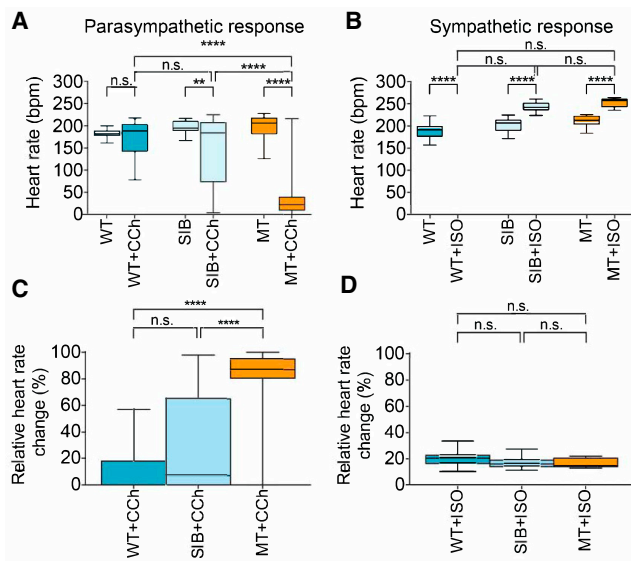 A
Parasympathetic response
****
n.s.
****
n.s.
**
****
Heart rate (bpm)
300
250
200
150
100
50
0
WT
WT+CCh
SIB
SIB+CCh
MT
MT+CCh
B
Sympathetic response
n.s.
n.s.
n.s.
****
****
****
Heart rate (bpm)
300
250
200
150
100
50
0
WT
WT+ISO
SIB
SIB+ISO
MT
MT+ISO
C
****
n.s.
****
Relative heart rate
change (%)
100
80
60
40
20
0
WT+CCh
SIB+CCh
MT+CCh
D
n.s.
n.s.
n.s.
Relative heart rate
change (%)
100
80
60
40
20
0
WT+ISO
SIB+ISO
MT+ISO